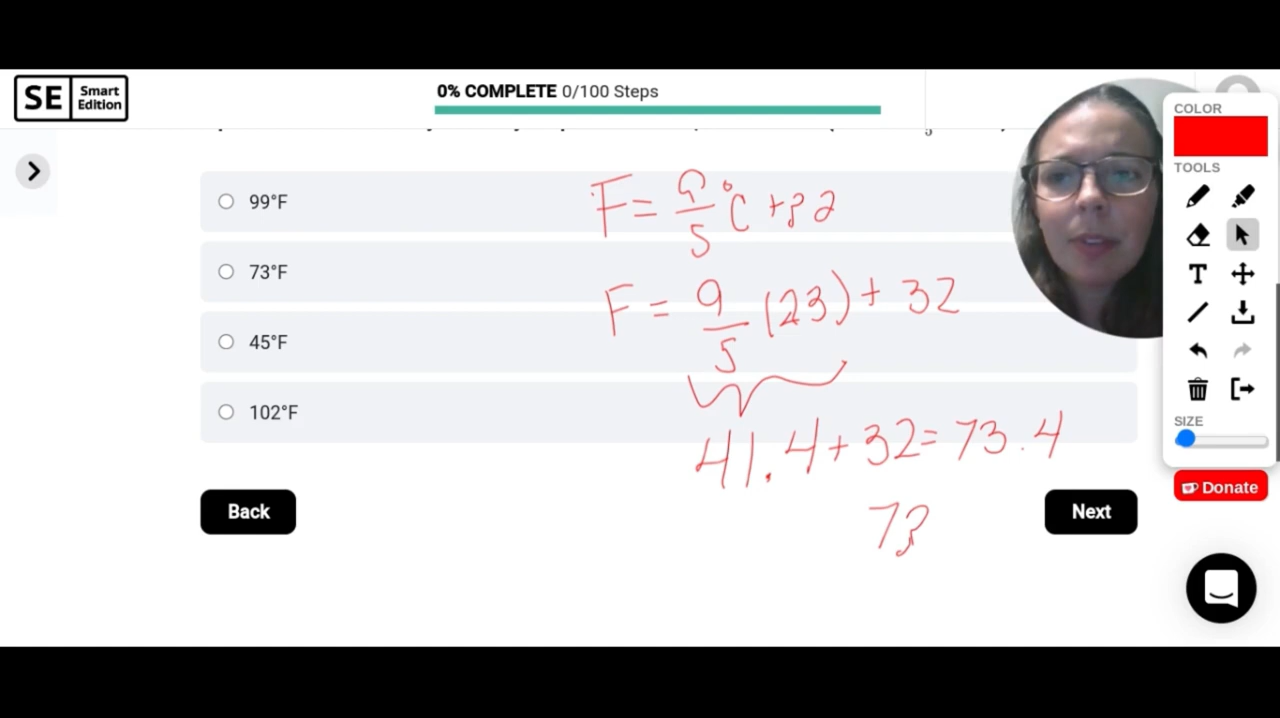 SE Smart Edition
0% COMPLETE 0/100 Steps
COLOR
TOOLS
T
SIZE
Donate
99°F
73°F
45°F
102°F
F = 9/5 °C + 32
F = 9/5 (23) + 32
41.4 + 32 = 73.4
73
Back
Next